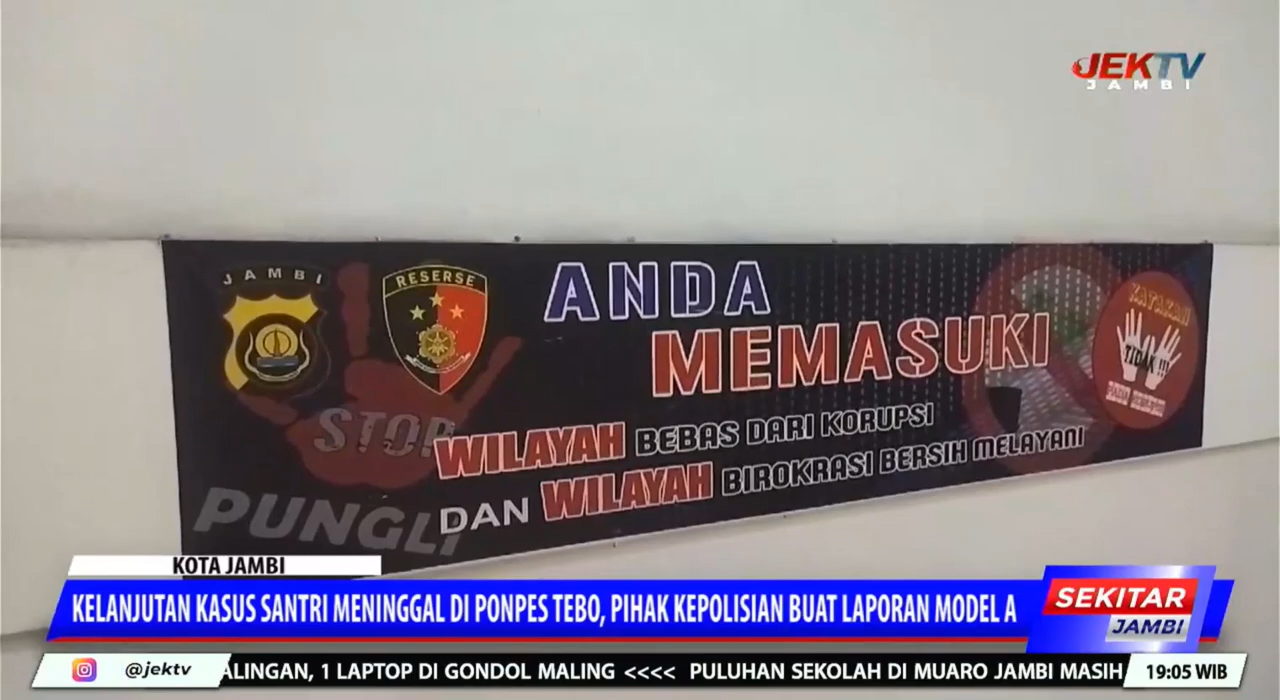 JEKTV
JAMBI
JAMBI
RESERSE
ANDA
MEMASUKI
KATAKAN
TIDAK !!!
STOP
PUNGLI
WILAYAH BEBAS DARI KORUPSI
DAN WILAYAH BIROKRASI BERSIH MELAYANI
KOTA JAMBI
KELANJUTAN KASUS SANTRI MENINGGAL DI PONPES TEBO, PIHAK KEPOLISIAN BUAT LAPORAN MODEL A
SEKITAR
JAMBI
@jektv
ALINGAN, 1 LAPTOP DI GONDOL MALING <<<< PULUHAN SEKOLAH DI MUARO JAMBI MASIH
19:05 WIB